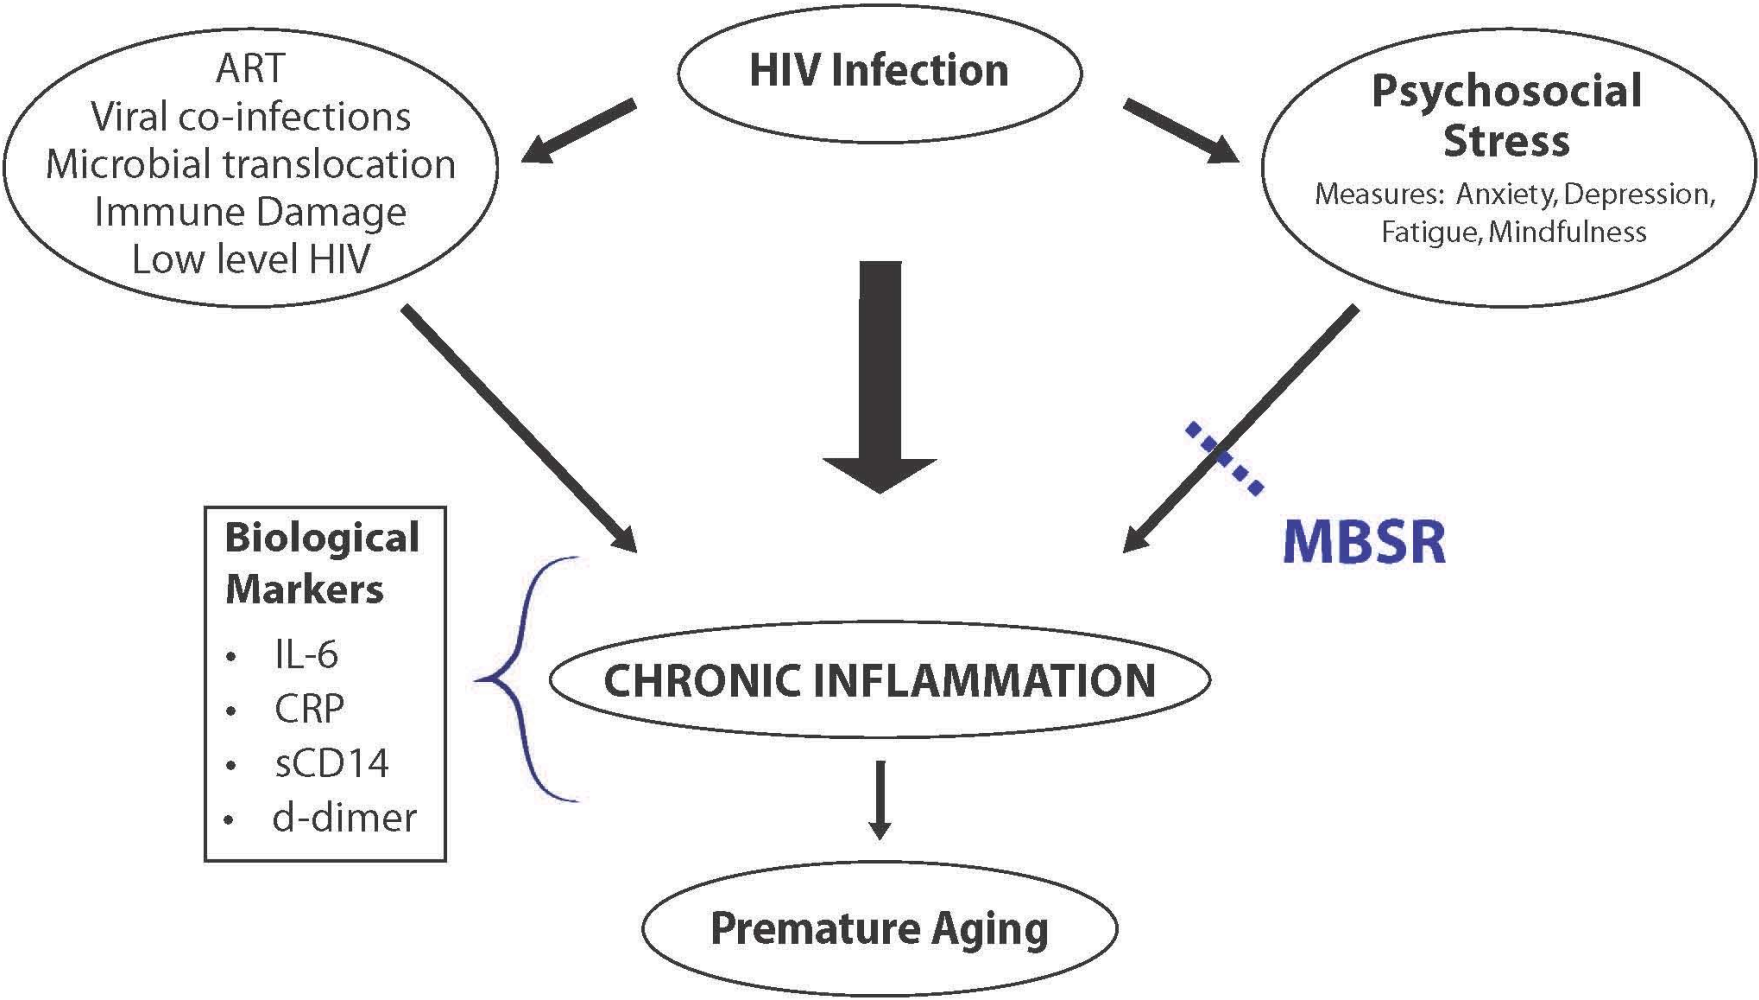 HIV Infection
ART
Viral co-infections
Microbial translocation
Immune Damage
Low level HIV
Psychosocial
Stress
Measures: Anxiety, Depression,
Fatigue, Mindfulness
MBSR
Biological
Markers
• IL-6
• CRP
• sCD14
• d-dimer
CHRONIC INFLAMMATION
Premature Aging